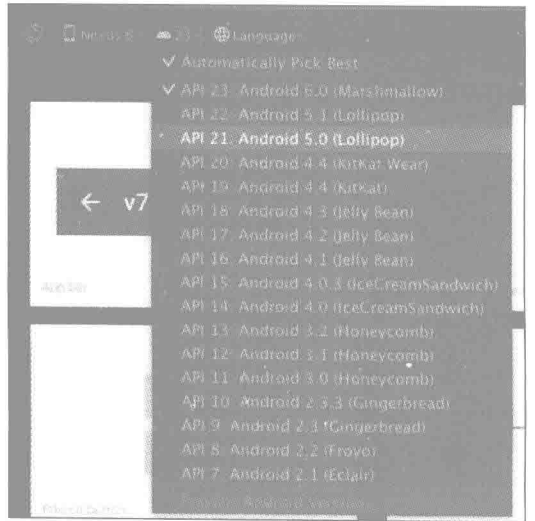 Nexus 6 23 Language
Automatically Pick Best
API 23: Android 6.0 (Marshmallow)
API 22: Android 5.1 (Lollipop)
API 21: Android 5.0 (Lollipop)
API 20: Android 4.4 (KitKat Wear)
API 19: Android 4.4 (KitKat)
API 18: Android 4.3 (Jelly Bean)
API 17: Android 4.2 (Jelly Bean)
API 16: Android 4.1 (Jelly Bean)
API 15: Android 4.0.3 (IceCreamSandwich)
API 14: Android 4.0 (IceCreamSandwich)
API 13: Android 3.2 (Honeycomb)
API 12: Android 3.1 (Honeycomb)
API 11: Android 3.0 (Honeycomb)
API 10: Android 2.3.3 (Gingerbread)
API 9: Android 2.3 (Gingerbread)
API 8: Android 2.2 (Froyo)
API 7: Android 2.1 (Eclair)
← v7
App bar